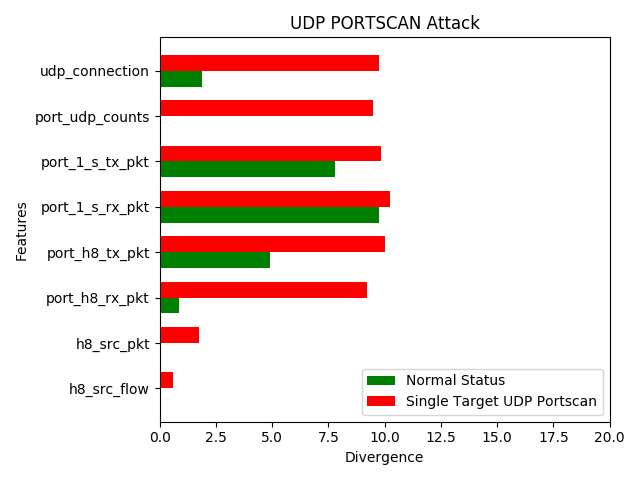 UDP PORTSCAN Attack
udp_connection
port_udp_counts
port_1_s_tx_pkt
port_1_s_rx_pkt
port_h8_tx_pkt
port_h8_rx_pkt
h8_src_pkt
h8_src_flow
Features
Normal Status
Single Target UDP Portscan
0.0 2.5 5.0 7.5 10.0 12.5 15.0 17.5 20.0
Divergence